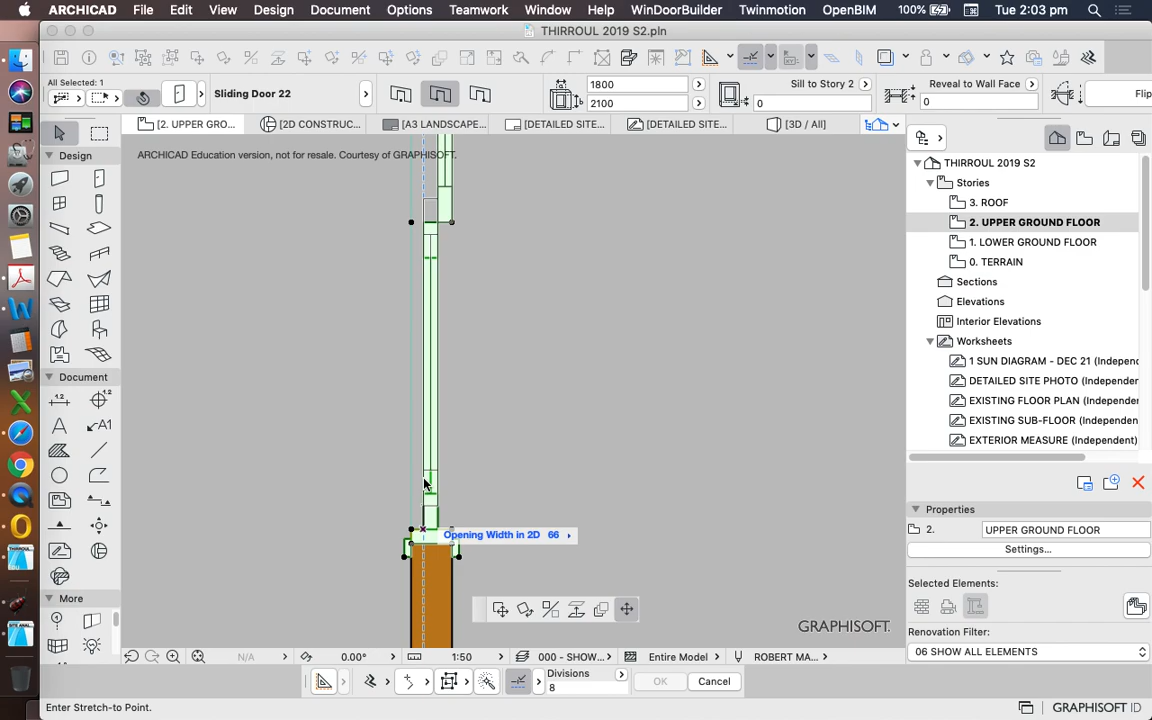 ARCHICAD File Edit View Design Document Options Teamwork Window Help WinDoorBuilder Twinmotion OpenBIM 100% Tue 2:03 pm
THIRROUL 2019 S2.pln
All Selected: 1
Sliding Door 22
1800
2100
Sill to Story 2
0
Reveal to Wall Face
0
Flip
[2. UPPER GRO... [2D CONSTRUC... [A3 LANDSCAPE... [DETAILED SITE... [DETAILED SITE... [3D / All]
Design
Document
A1
More
ARCHICAD Education version, not for resale. Courtesy of GRAPHISOFT.
Opening Width in 2D 66
GRAPHISOFT.
THIRROUL 2019 S2
Stories
3. ROOF
2. UPPER GROUND FLOOR
1. LOWER GROUND FLOOR
0. TERRAIN
Sections
Elevations
Interior Elevations
Worksheets
1 SUN DIAGRAM - DEC 21 (Independ
DETAILED SITE PHOTO (Independer
EXISTING FLOOR PLAN (Independer
EXISTING SUB-FLOOR (Independer
EXTERIOR MEASURE (Independent)
Properties
2. UPPER GROUND FLOOR
Settings...
Selected Elements:
Renovation Filter:
06 SHOW ALL ELEMENTS
N/A 0.00° 1:50 000 - SHOW... Entire Model ROBERT MA...
Divisions
8
OK Cancel
Enter Stretch-to Point.
GRAPHISOFT ID